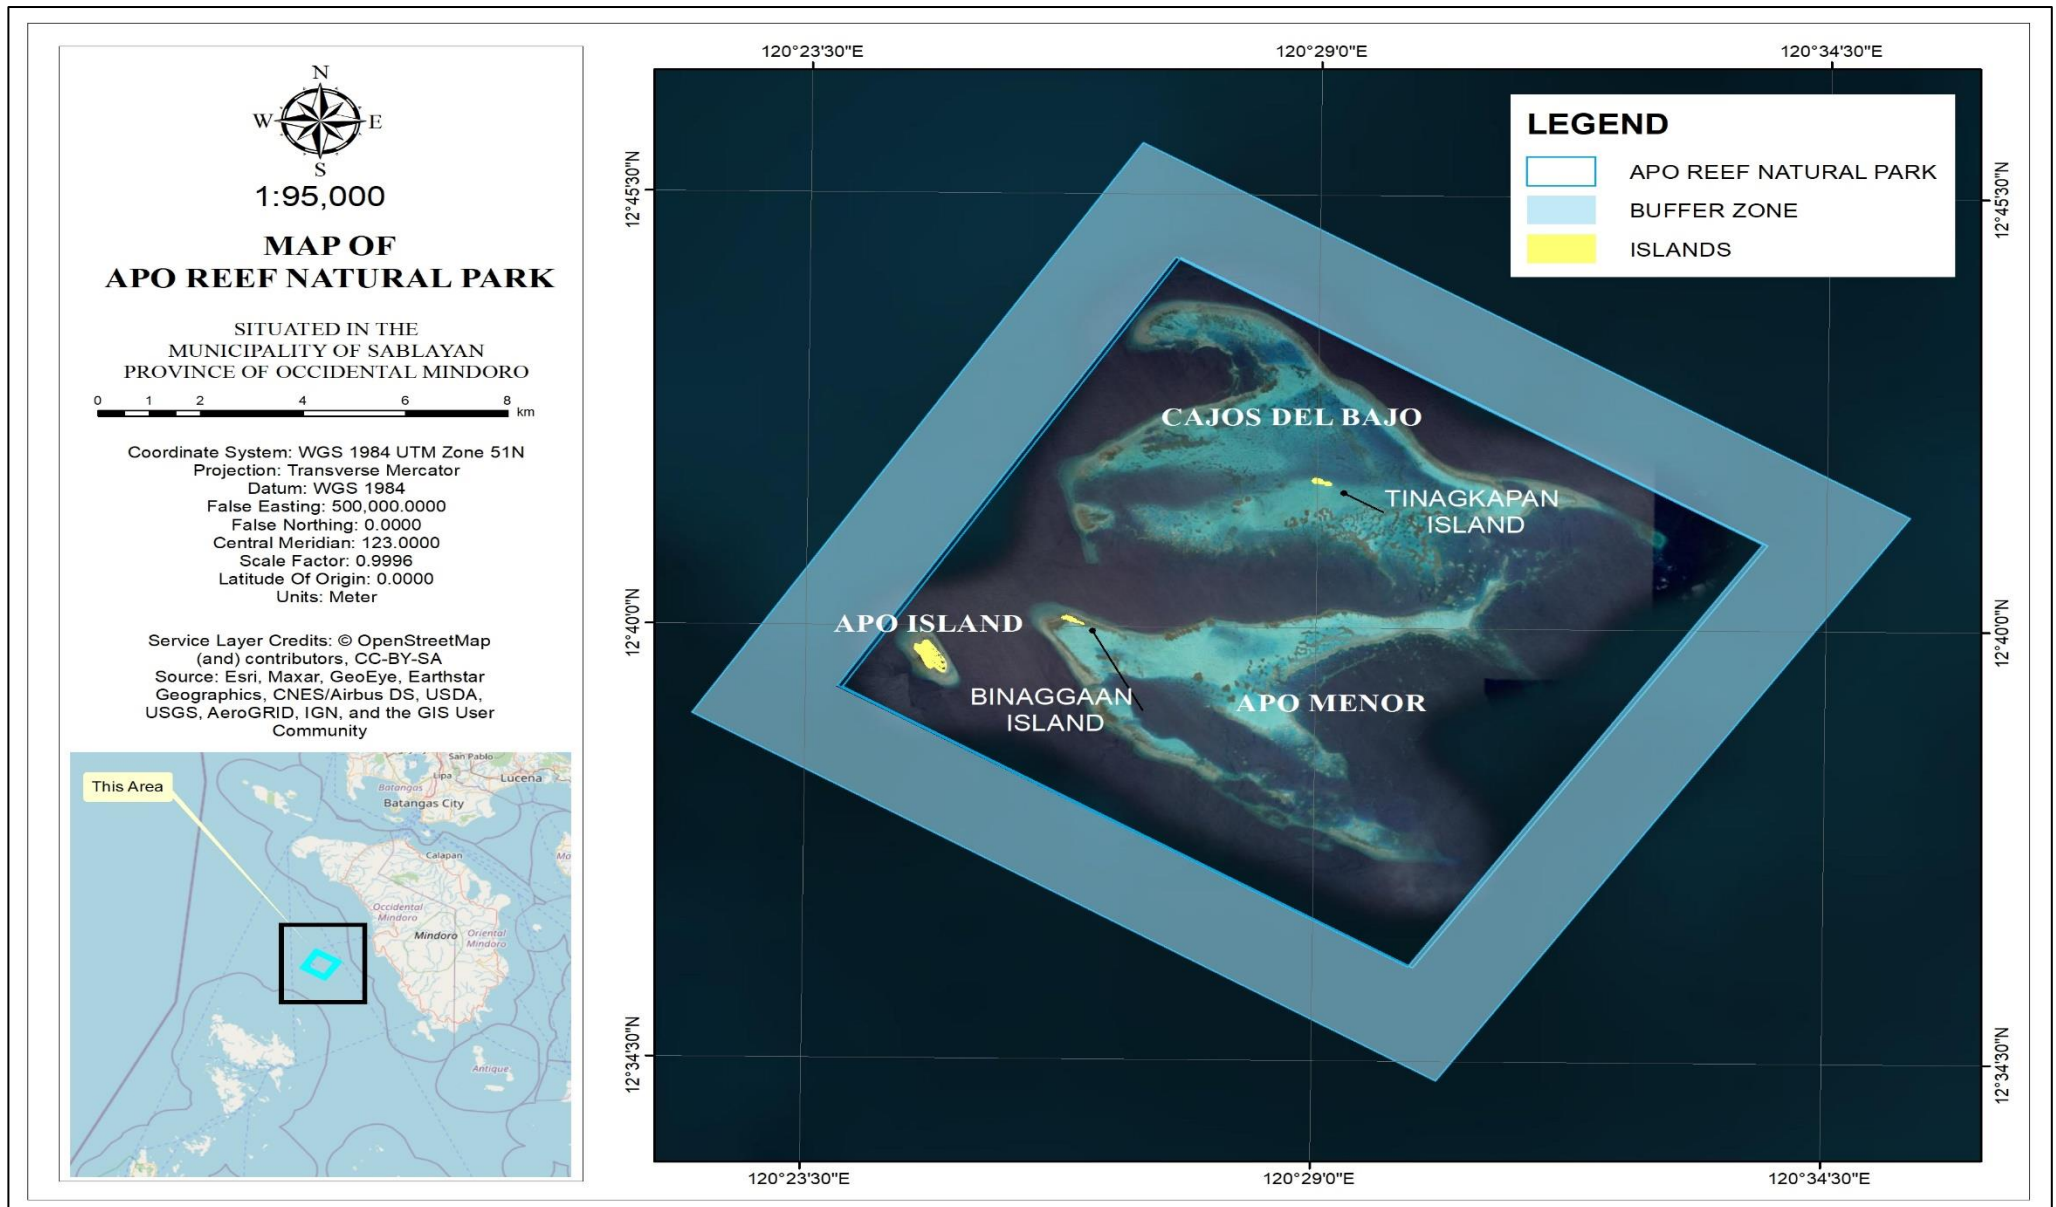 N
W E
S
1:95,000
MAP OF
APO REEF NATURAL PARK
SITUATED IN THE
MUNICIPALITY OF SABLAYAN
PROVINCE OF OCCIDENTAL MINDORO
0 1 2 4 6 8
km
Coordinate System: WGS 1984 UTM Zone 51N
Projection: Transverse Mercator
Datum: WGS 1984
False Easting: 500,000.0000
False Northing: 0.0000
Central Meridian: 123.0000
Scale Factor: 0.9996
Latitude Of Origin: 0.0000
Units: Meter
Service Layer Credits: © OpenStreetMap
(and) contributors, CC-BY-SA
Source: Esri, Maxar, GeoEye, Earthstar
Geographics, CNES/Airbus DS, USDA,
USGS, AeroGRID, IGN, and the GIS User
Community
This Area
San Pablo
Lipa
Lucena
Batangas
Batangas City
Calapan
Mo
Occidental
Mindoro
Mindoro
Oriental
Mindoro
Antique
120°23'30"E 120°29'0"E 120°34'30"E
12°45'30"N
12°40'0"N
12°34'30"N
LEGEND
APO REEF NATURAL PARK
BUFFER ZONE
ISLANDS
CAJOS DEL BAJO
TINAGKAPAN
ISLAND
APO ISLAND
BINAGGAAN
ISLAND
APO MENOR
12°45'30"N
12°40'0"N
12°34'30"N
120°23'30"E 120°29'0"E 120°34'30"E